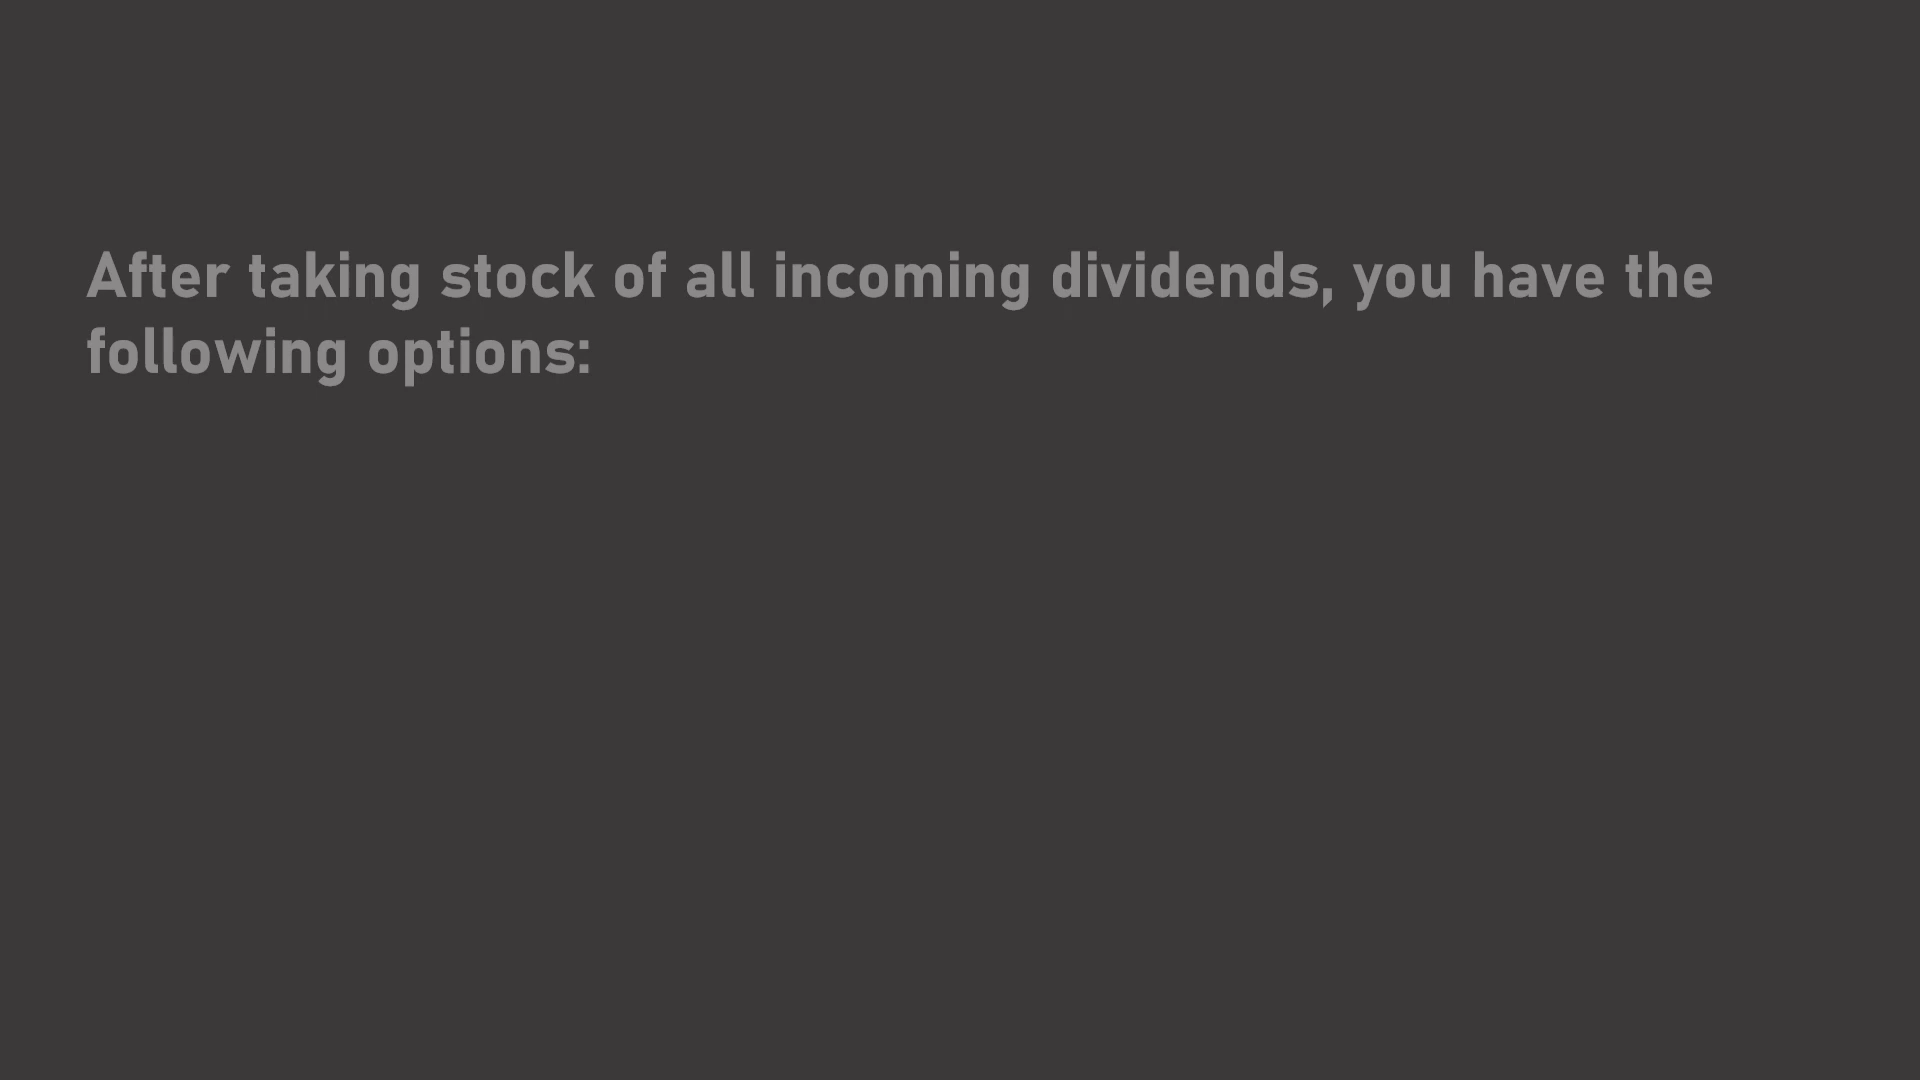 After taking stock of all incoming dividends, you have the
following options: